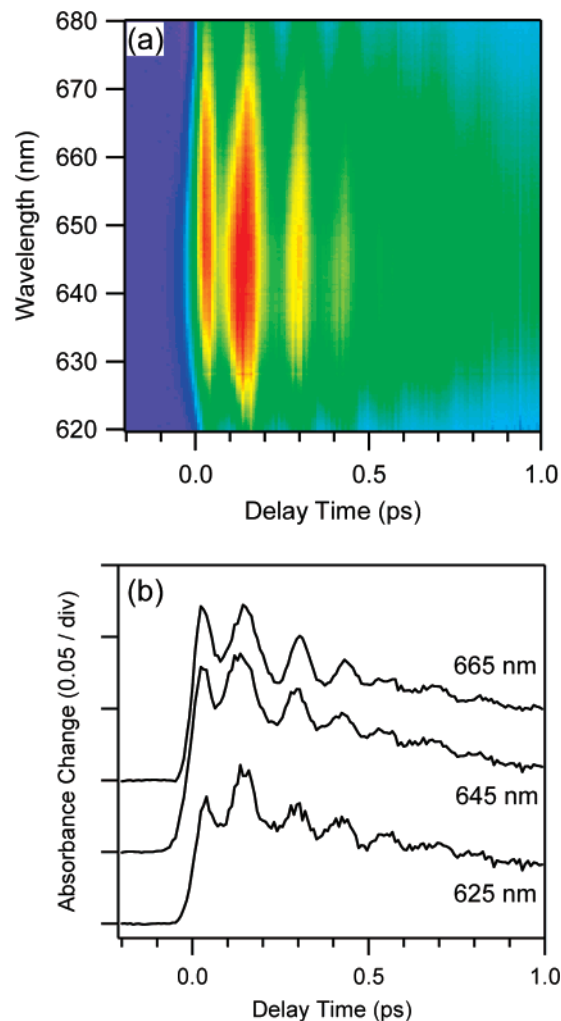 (a)
680
670
660
650
640
630
620
Wavelength (nm)
0.0
0.5
1.0
Delay Time (ps)
(b)
Absorbance Change (0.05 / div)
665 nm
645 nm
625 nm
0.0
0.5
1.0
Delay Time (ps)